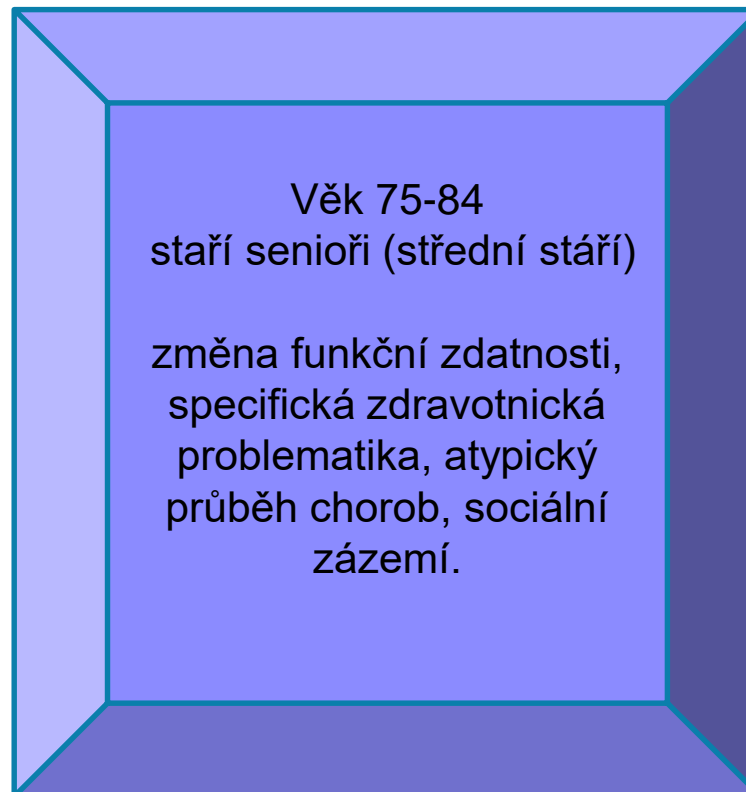 Věk 75-84
staří senioři (střední stáří)
změna funkční zdatnosti,
specifická zdravotnická
problematika, atypický
průběh chorob, sociální
zázemí.